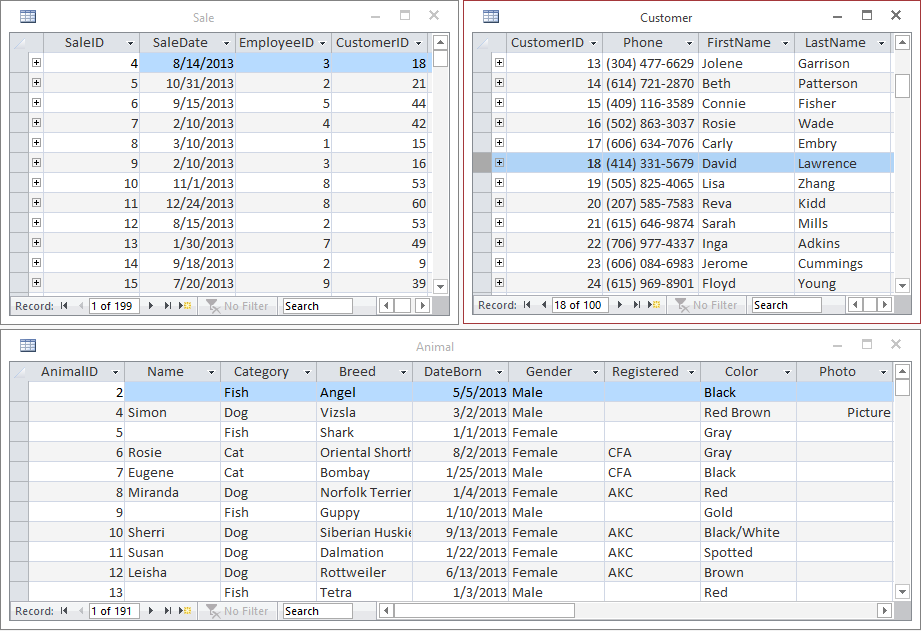 Sale
SaleID SaleDate EmployeeID CustomerID
4 8/14/2013 3 18
5 10/31/2013 2 21
6 9/15/2013 5 44
7 2/10/2013 4 42
8 3/10/2013 1 15
9 2/10/2013 3 16
10 11/1/2013 8 53
11 12/24/2013 8 60
12 8/15/2013 2 53
13 1/30/2013 7 49
14 9/18/2013 2 9
15 7/20/2013 9 39
Record: 1 of 199 No Filter Search
Customer
CustomerID Phone FirstName LastName
13 (304) 477-6629 Jolene Garrison
14 (614) 721-2870 Beth Patterson
15 (409) 116-3589 Connie Fisher
16 (502) 863-3037 Rosie Wade
17 (606) 634-7076 Carly Embry
18 (414) 331-5679 David Lawrence
19 (505) 825-4065 Lisa Zhang
20 (207) 585-7583 Reva Kidd
21 (615) 646-9874 Sarah Mills
22 (706) 977-4337 Inga Adkins
23 (606) 084-6983 Jerome Cummings
24 (615) 969-8901 Floyd Young
Record: 18 of 100 No Filter Search
Animal
AnimalID Name Category Breed DateBorn Gender Registered Color Photo
2 Fish Angel 5/5/2013 Male Black
4 Simon Dog Vizsla 3/2/2013 Male Red Brown Picture
5 Fish Shark 1/1/2013 Female Gray
6 Rosie Cat Oriental Shorth 8/2/2013 Female CFA Gray
7 Eugene Cat Bombay 1/25/2013 Male CFA Black
8 Miranda Dog Norfolk Terrier 1/4/2013 Female AKC Red
9 Fish Guppy 1/10/2013 Male Gold
10 Sherri Dog Siberian Huskie 9/13/2013 Female AKC Black/White
11 Susan Dog Dalmation 1/22/2013 Female AKC Spotted
12 Leisha Dog Rottweiler 6/13/2013 Female AKC Brown
13 Fish Tetra 1/3/2013 Male Red
Record: 1 of 191 No Filter Search